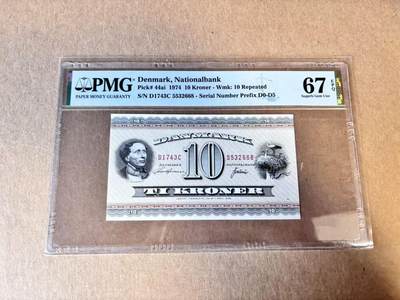 PMG
PAPER MONEY GUARANTY
Denmark, Nationalbank
Pick# 44ai 1974 10 Kroner - Wmk: 10 Repeated
S/N D1743C 5532668 - Serial Number Prefix D0-D5
67 EPQ
Superb Gem Unc
DANMARK
D1743C
5532668
10
TI KRONER